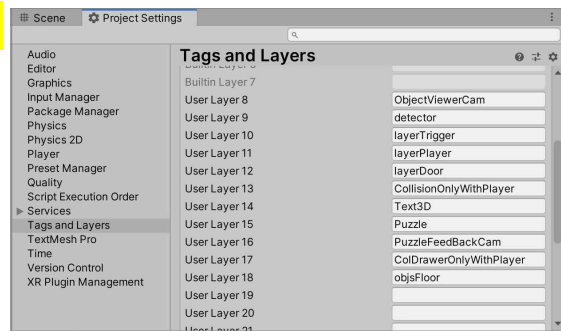 Scene
Project Settings
Audio
Editor
Graphics
Input Manager
Package Manager
Physics
Physics 2D
Player
Preset Manager
Quality
Script Execution Order
Services
Tags and Layers
TextMesh Pro
Time
Version Control
XR Plugin Management
Tags and Layers
Builtin Layer 7
User Layer 8 ObjectViewerCam
User Layer 9 detector
User Layer 10 layerTrigger
User Layer 11 layerPlayer
User Layer 12 layerDoor
User Layer 13 CollisionOnlyWithPlayer
User Layer 14 Text3D
User Layer 15 Puzzle
User Layer 16 PuzzleFeedBackCam
User Layer 17 ColDrawerOnlyWithPlayer
User Layer 18 objsFloor
User Layer 19
User Layer 20
User Layer 21